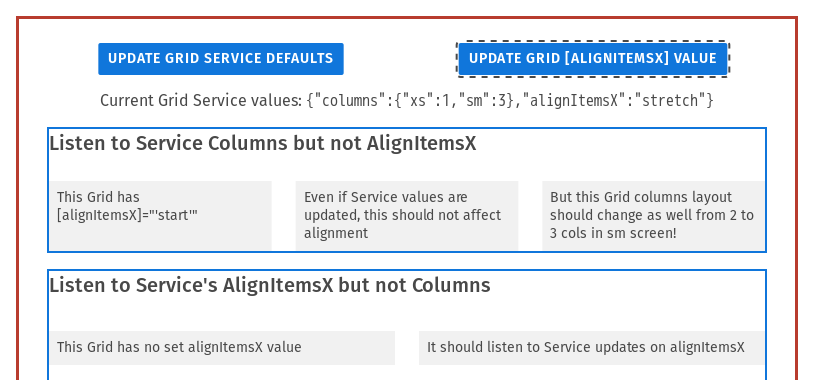 UPDATE GRID SERVICE DEFAULTS
UPDATE GRID [ALIGNITEMSX] VALUE
Current Grid Service values: {"columns":{"xs":1,"sm":3},"alignItemsX":"stretch"}
Listen to Service Columns but not AlignItemsX
This Grid has
[alignItemsX]="'start'"
Even if Service values are
updated, this should not affect
alignment
But this Grid columns layout
should change as well from 2 to
3 cols in sm screen!
Listen to Service's AlignItemsX but not Columns
This Grid has no set alignItemsX value
It should listen to Service updates on alignItemsX